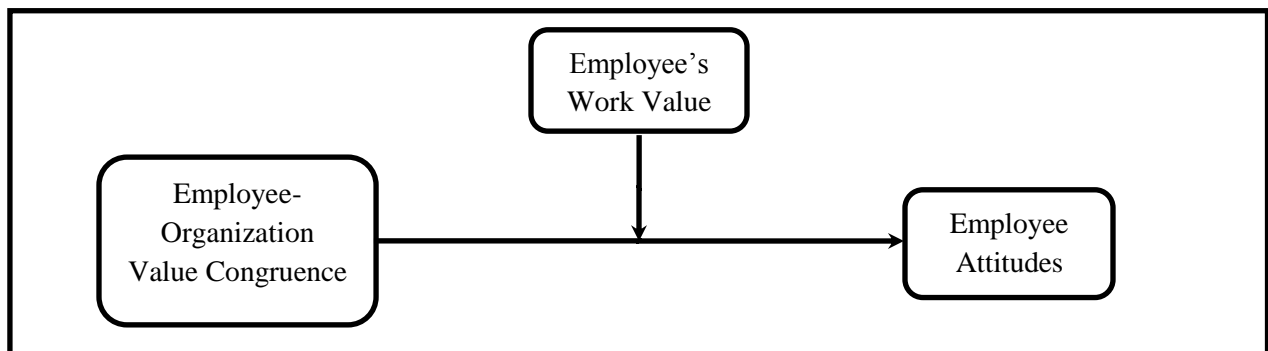 Employee’s
Work Value
Employee-
Organization
Value Congruence
Employee
Attitudes